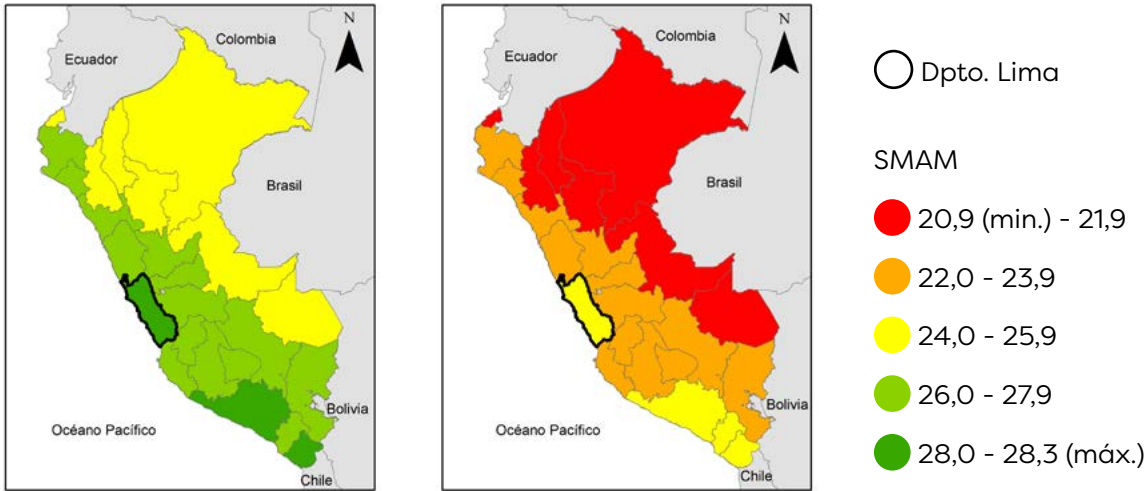 N
Colombia
Ecuador
Brasil
Bolivia
Océano Pacífico
Chile
N
Colombia
Ecuador
Brasil
Bolivia
Océano Pacífico
Chile
Dpto. Lima
SMAM
20,9 (min.) - 21,9
22,0 - 23,9
24,0 - 25,9
26,0 - 27,9
28,0 - 28,3 (máx.)